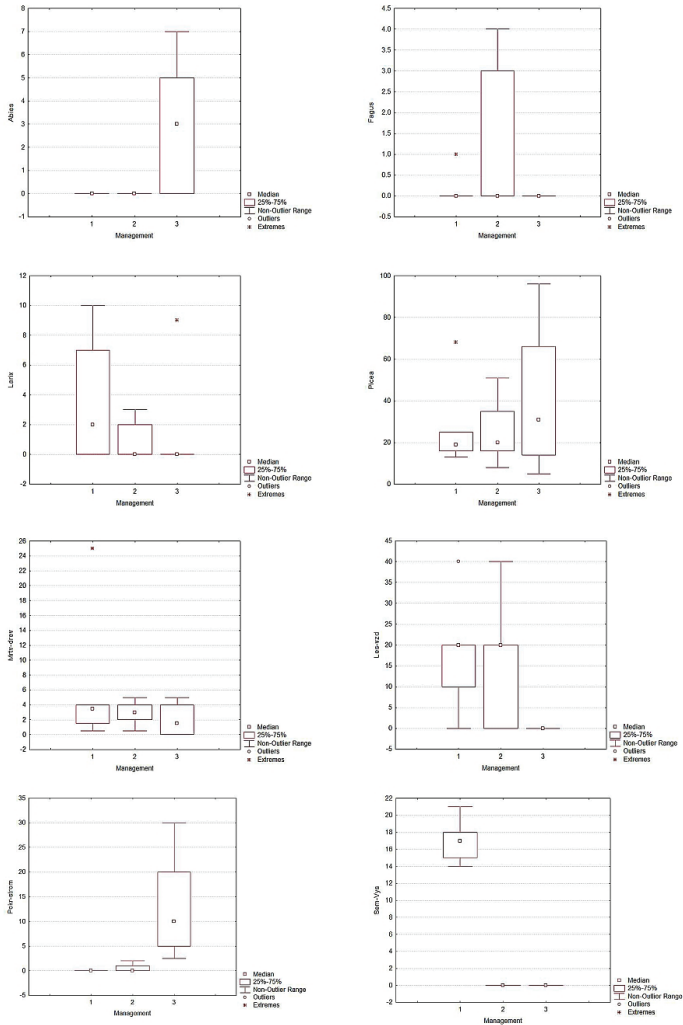 8
7
6
5
4
3
2
1
0
-1
Abies
1 2 3
Management
Median
25%-75%
Non-Outlier Range
Outliers
Extremes
4.5
4.0
3.5
3.0
2.5
2.0
1.5
1.0
0.5
0.0
-0.5
Fagus
1 2 3
Management
Median
25%-75%
Non-Outlier Range
Outliers
Extremes
12
10
8
6
4
2
0
-2
Larix
1 2 3
Management
Median
25%-75%
Non-Outlier Range
Outliers
Extremes
100
80
60
40
20
0
Picea
1 2 3
Management
Median
25%-75%
Non-Outlier Range
Outliers
Extremes
26
24
22
20
18
16
14
12
10
8
6
4
2
0
-2
Mrtv-drev
1 2 3
Management
Median
25%-75%
Non-Outlier Range
Outliers
Extremes
45
40
35
30
25
20
15
10
5
0
-5
Les-vzd
1 2 3
Management
Median
25%-75%
Non-Outlier Range
Outliers
Extremes
35
30
25
20
15
10
5
0
-5
Pokr-strom
1 2 3
Management
Median
25%-75%
Non-Outlier Range
Outliers
Extremes
22
20
18
16
14
12
10
8
6
4
2
0
-2
Sem-Vys
1 2 3
Management
Median
25%-75%
Non-Outlier Range
Outliers
Extremes